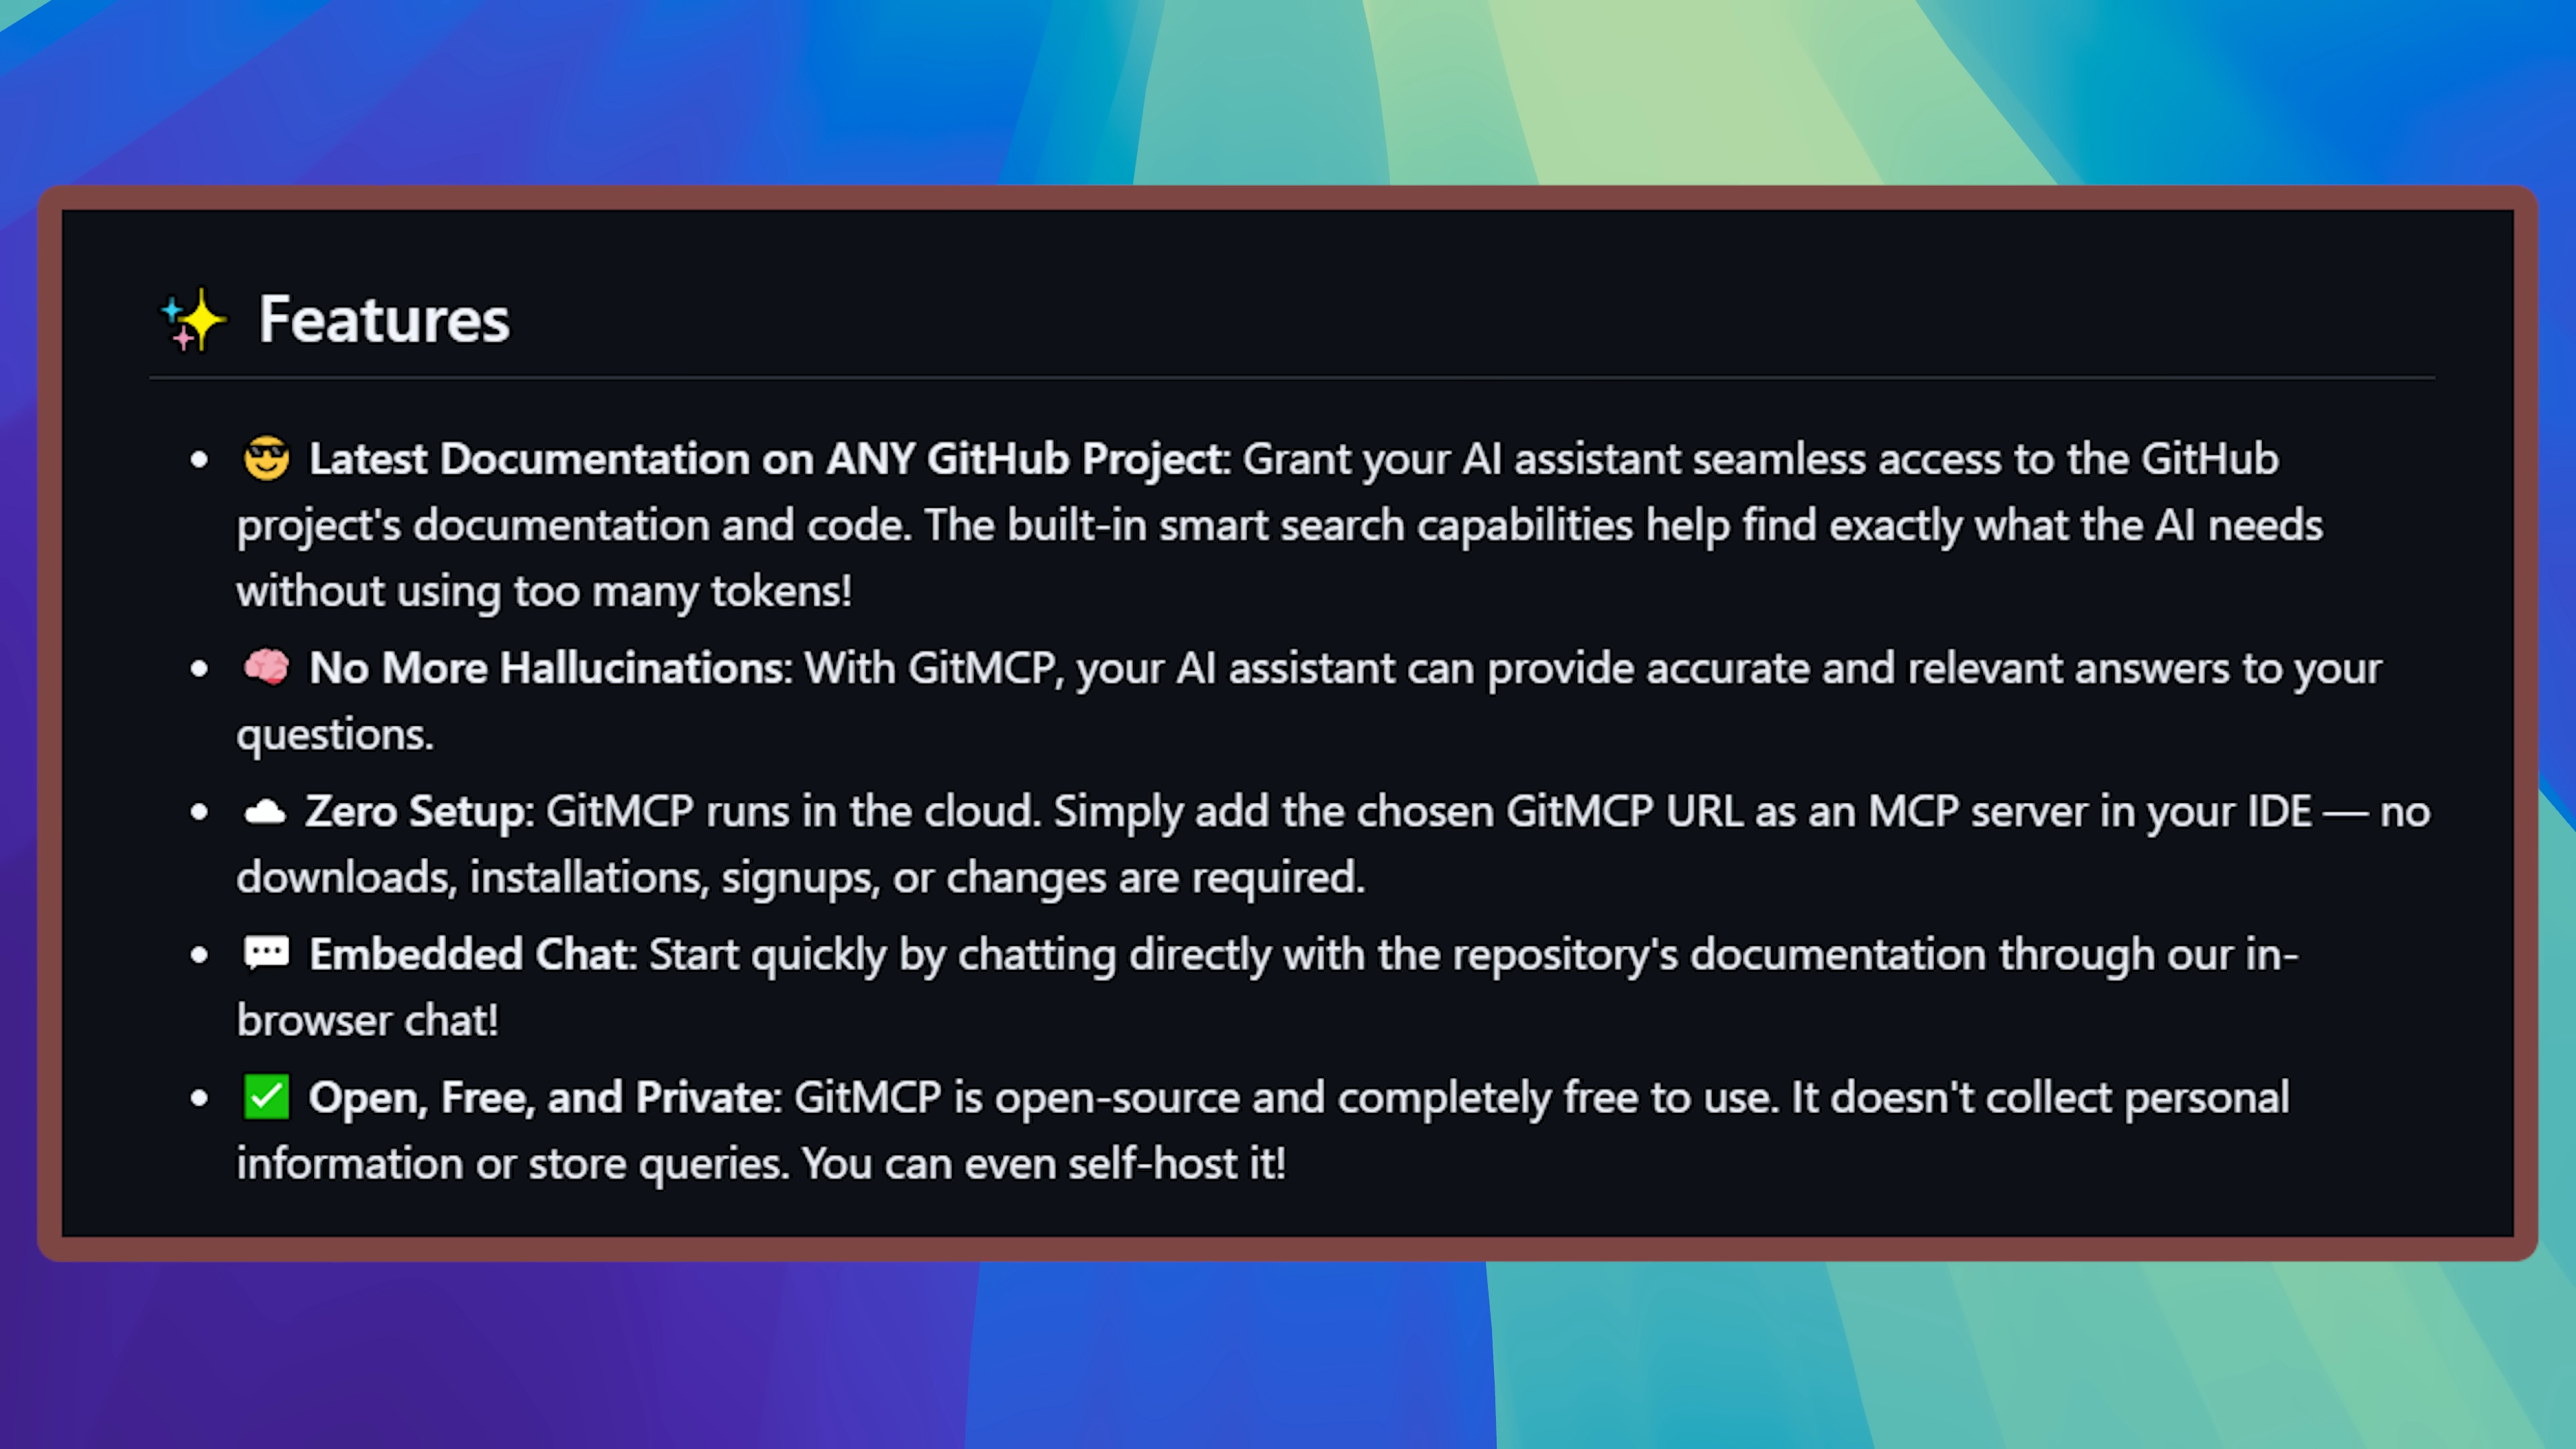 ✨ Features
• 😎 Latest Documentation on ANY GitHub Project: Grant your AI assistant seamless access to the GitHub
project's documentation and code. The built-in smart search capabilities help find exactly what the AI needs
without using too many tokens!
• 🧠 No More Hallucinations: With GitMCP, your AI assistant can provide accurate and relevant answers to your
questions.
• ☁️ Zero Setup: GitMCP runs in the cloud. Simply add the chosen GitMCP URL as an MCP server in your IDE — no
downloads, installations, signups, or changes are required.
• 💬 Embedded Chat: Start quickly by chatting directly with the repository's documentation through our in-
browser chat!
• ✅ Open, Free, and Private: GitMCP is open-source and completely free to use. It doesn't collect personal
information or store queries. You can even self-host it!